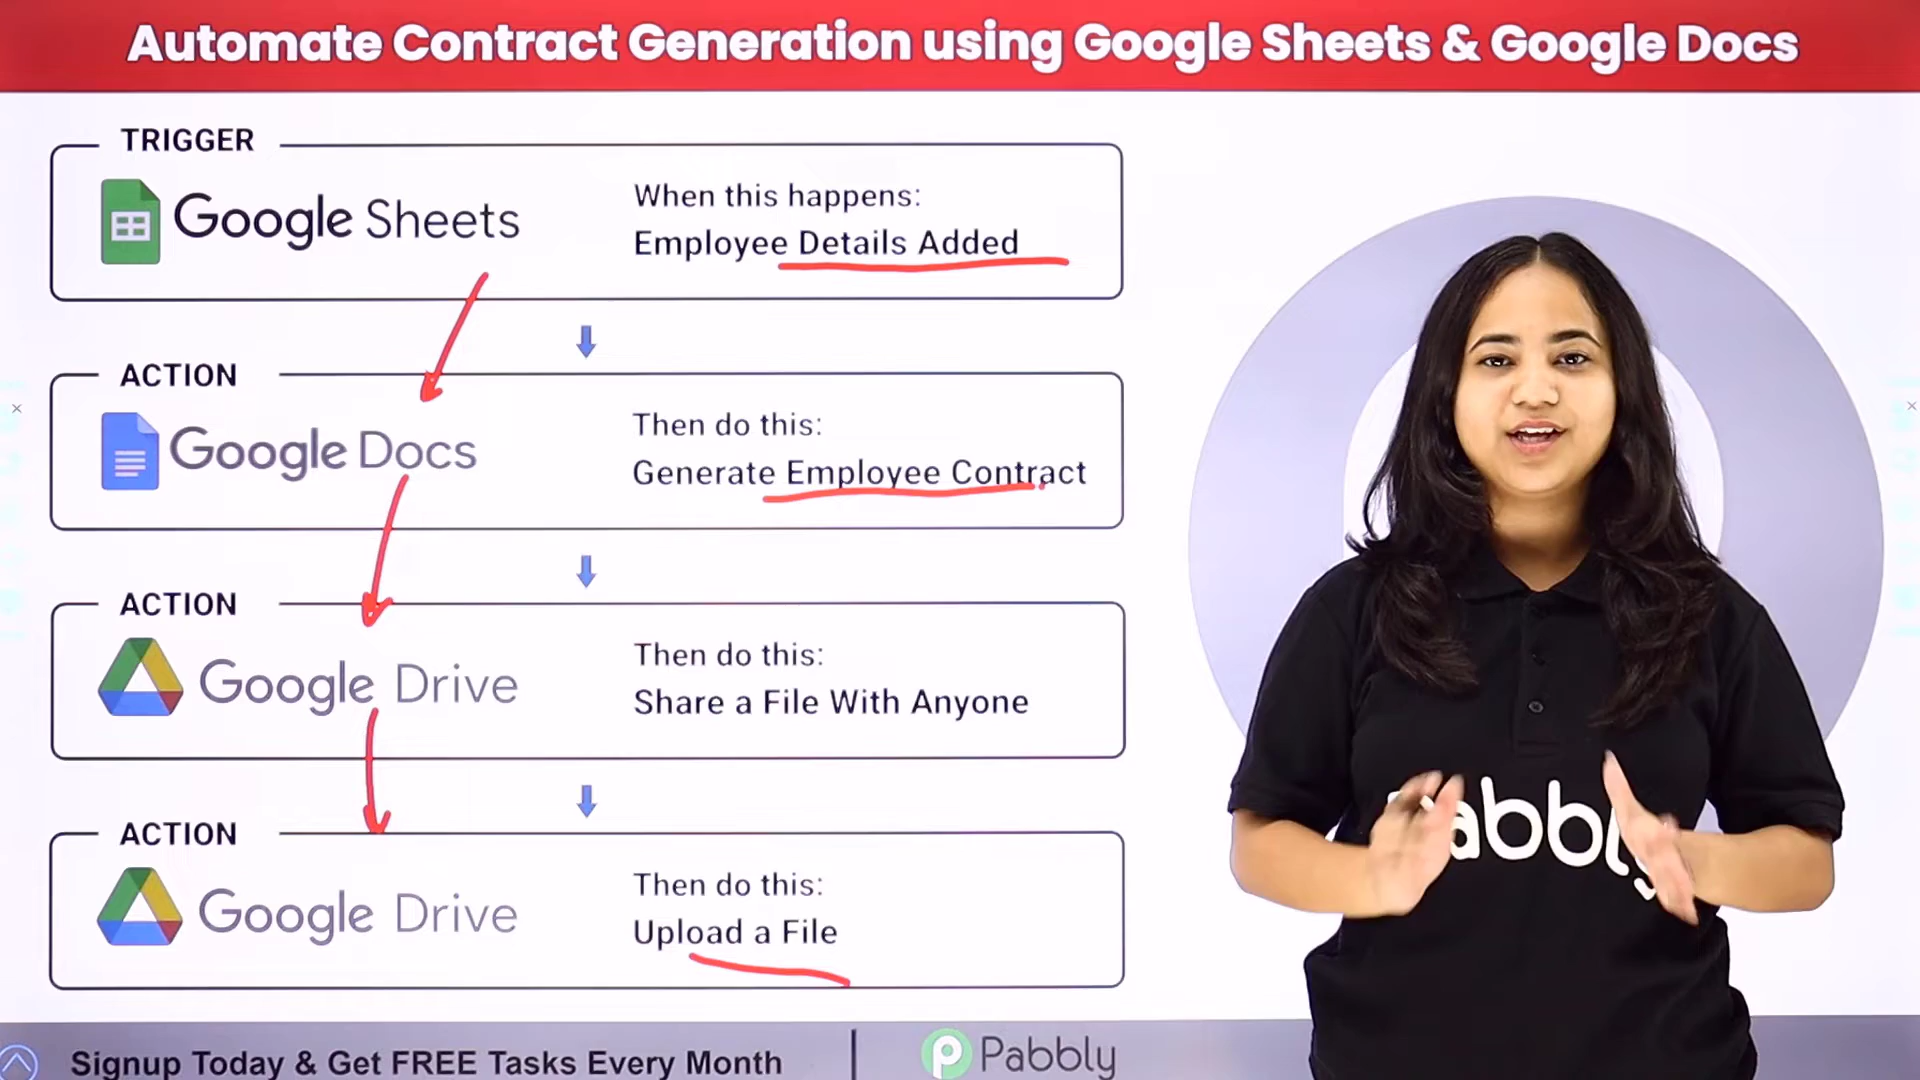 Automate Contract Generation using Google Sheets & Google Docs
TRIGGER
Google Sheets
When this happens:
Employee Details Added
ACTION
Google Docs
Then do this:
Generate Employee Contract
ACTION
Google Drive
Then do this:
Share a File With Anyone
ACTION
Google Drive
Then do this:
Upload a File
Pabbly
Signup Today & Get FREE Tasks Every Month
Pabbly